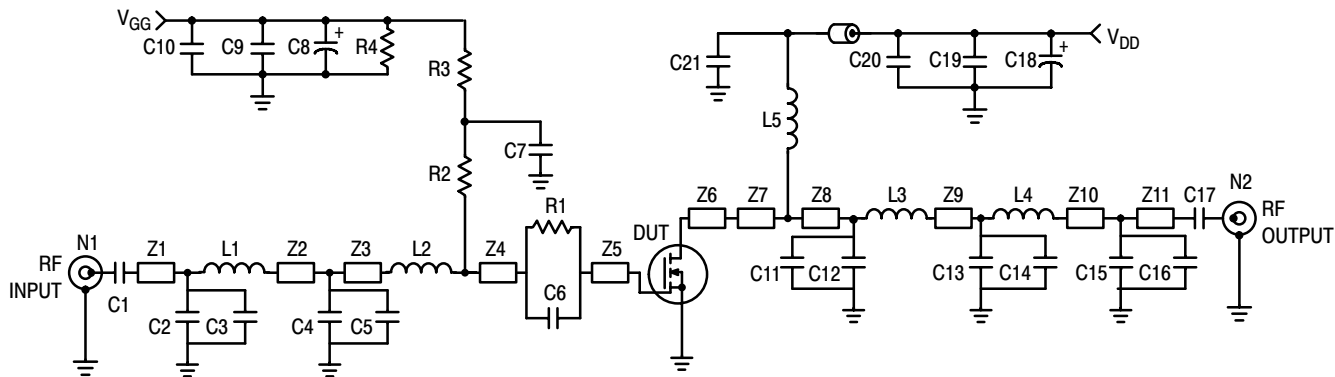 VGG
C10
C9
C8
+
R4
R3
C21
C20
C19
C18
+
VDD
L5
C7
R2
R1
Z6
Z7
Z8
L3
Z9
L4
Z10
Z11
C17
N2
RF
OUTPUT
N1
RF
INPUT
C1
Z1
L1
Z2
Z3
L2
Z4
Z5
DUT
C6
C2
C3
C4
C5
C11
C12
C13
C14
C15
C16